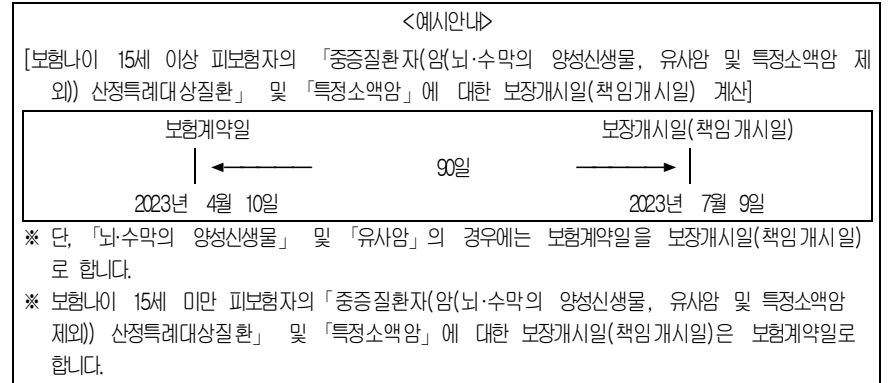 <예시안내>
[보험나이 15세 이상 피보험자의 「중증질환자(암(뇌·수막의 양성신생물, 유사암 및 특정소액암 제
외)) 산정특례대상질환」 및 「특정소액암」에 대한 보장개시일(책임개시일) 계산]
보험계약일 보장개시일(책임개시일)
90일
2023년 4월 10일 2023년 7월 9일
※ 단, 「뇌·수막의 양성신생물」 및 「유사암」의 경우에는 보험계약일을 보장개시일(책임개시일)
로 합니다.
※ 보험나이 15세 미만 피보험자의「중증질환자(암(뇌·수막의 양성신생물, 유사암 및 특정소액암
제외)) 산정특례대상질환」 및 「특정소액암」에 대한 보장개시일(책임개시일)은 보험계약일로
합니다.